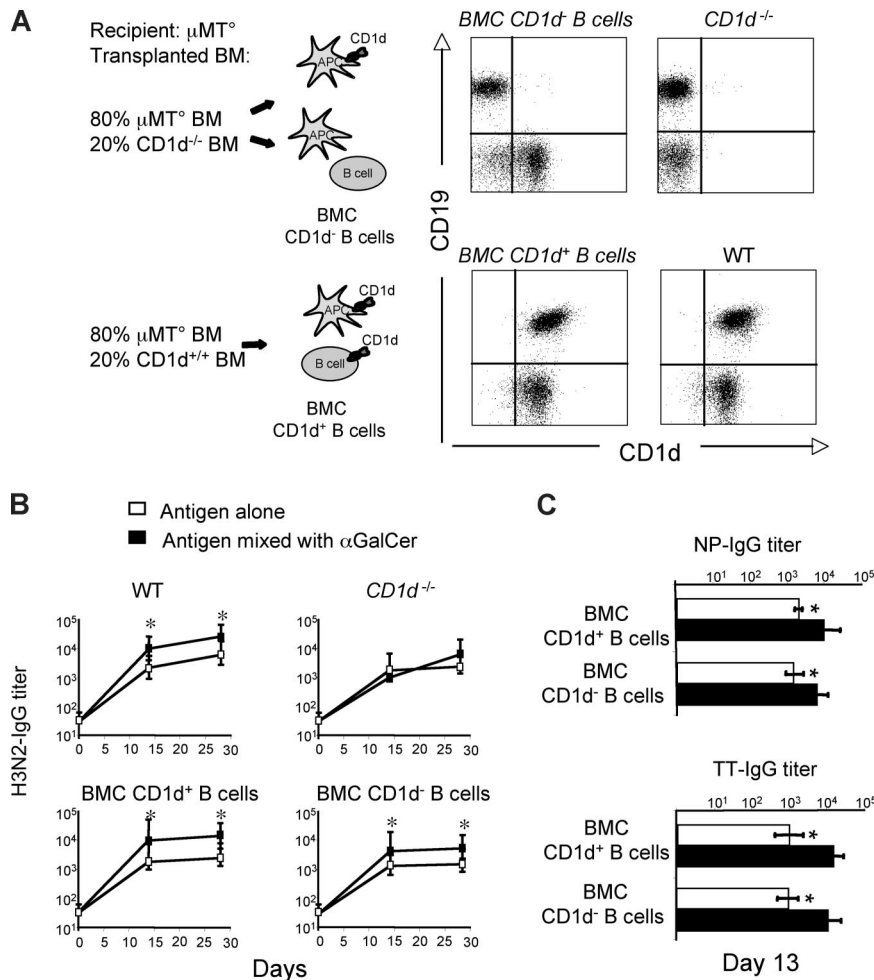 A
Recipient: μMT°
Transplanted BM:
80% μMT° BM
20% CD1d-/- BM
CD1d
APC
APC
B cell
BMC
CD1d- B cells
80% μMT° BM
20% CD1d+/+ BM
CD1d
APC
CD1d
B cell
BMC
CD1d+ B cells
BMC CD1d- B cells
CD1d -/-
BMC CD1d+ B cells
WT
CD19
CD1d
B
Antigen alone
Antigen mixed with αGalCer
WT
CD1d -/-
H3N2-IgG titer
10^5
10^4
10^3
10^2
10^1
* *
0 5 10 15 20 25 30
10^5
10^4
10^3
10^2
10^1
0 5 10 15 20 25 30
BMC CD1d+ B cells
BMC CD1d- B cells
10^5
10^4
10^3
10^2
10^1
* *
0 5 10 15 20 25 30
10^5
10^4
10^3
10^2
10^1
* *
0 5 10 15 20 25 30
Days
C
NP-IgG titer
10^1 10^3 10^4 10^5
BMC
CD1d+ B cells
*
BMC
CD1d- B cells
*
TT-IgG titer
10^1 10^3 10^4 10^5
BMC
CD1d+ B cells
*
BMC
CD1d- B cells
*
Day 13